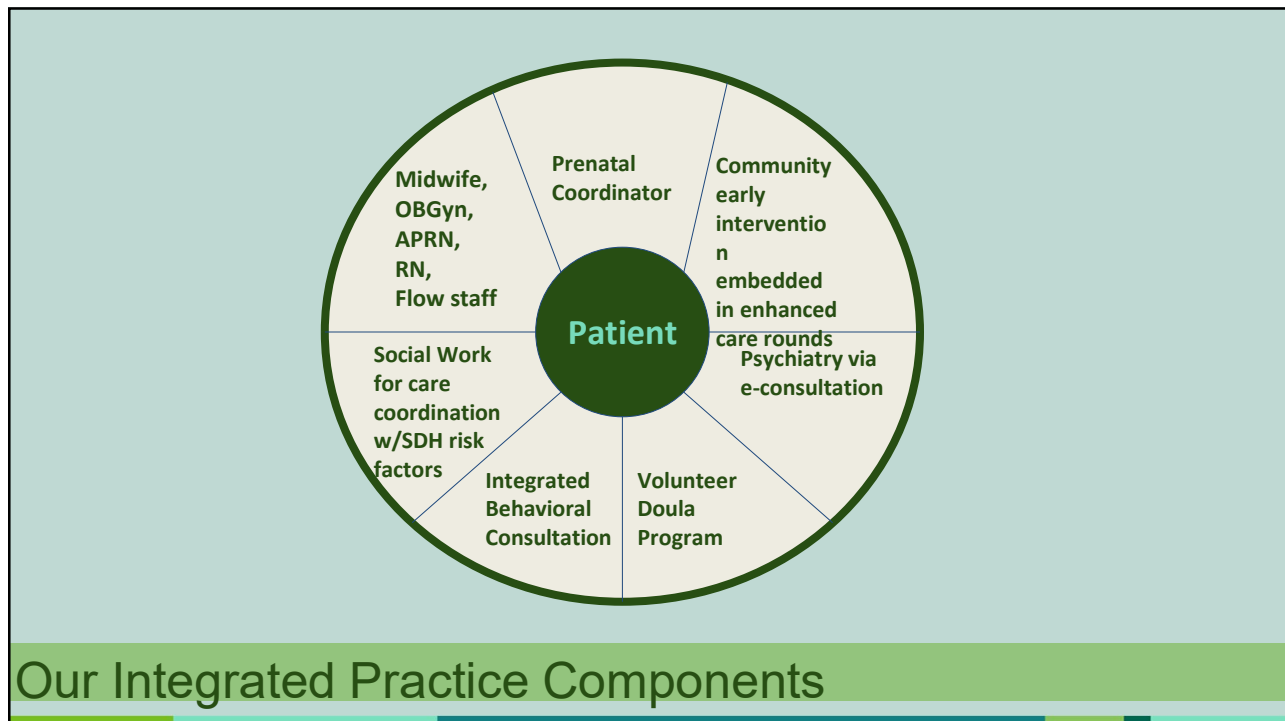 Prenatal
Coordinator
Community
early
interventio
n
embedded
in enhanced
care rounds
Psychiatry via
e-consultation
Volunteer
Doula
Program
Integrated
Behavioral
Consultation
Social Work
for care
coordination
w/SDH risk
factors
Midwife,
OBGyn,
APRN,
RN,
Flow staff
Patient
Our Integrated Practice Components